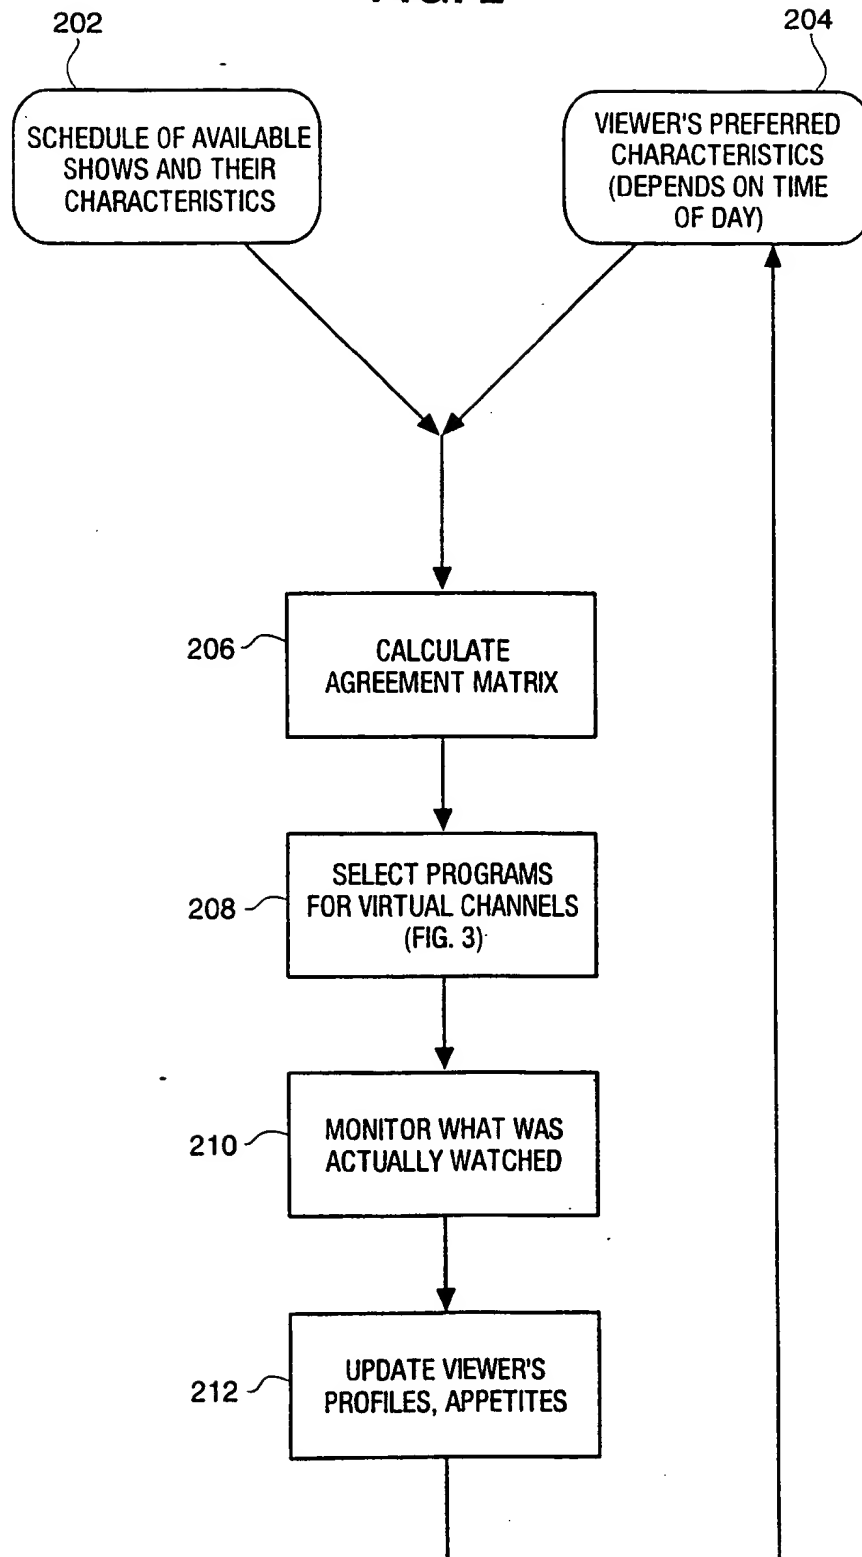 202
204
SCHEDULE OF AVAILABLE
SHOWS AND THEIR
CHARACTERISTICS
VIEWER'S PREFERRED
CHARACTERISTICS
(DEPENDS ON TIME
OF DAY)
206
CALCULATE
AGREEMENT MATRIX
208
SELECT PROGRAMS
FOR VIRTUAL CHANNELS
(FIG. 3)
210
MONITOR WHAT WAS
ACTUALLY WATCHED
212
UPDATE VIEWER'S
PROFILES, APPETITES